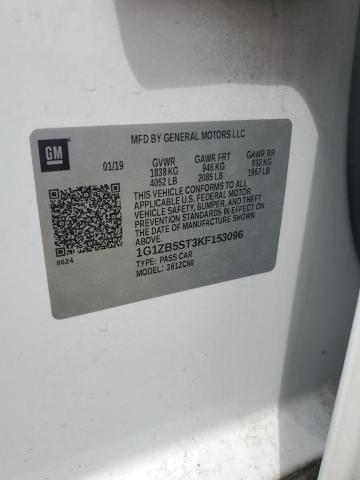 GM
MFD BY GENERAL MOTORS LLC
01/19 GVWR GAWR FRT GAWR RR
1838 KG 946 KG 892 KG
4052 LB 2085 LB 1967 LB
THIS VEHICLE CONFORMS TO ALL
APPLICABLE U.S. FEDERAL MOTOR
VEHICLE SAFETY, BUMPER, AND THEFT
PREVENTION STANDARDS IN EFFECT ON
THE DATE OF MANUFACTURE SHOWN ABOVE.
1G1ZB5ST3KF153096
TYPE: PASS CAR
MODEL: 361ZC69
0624